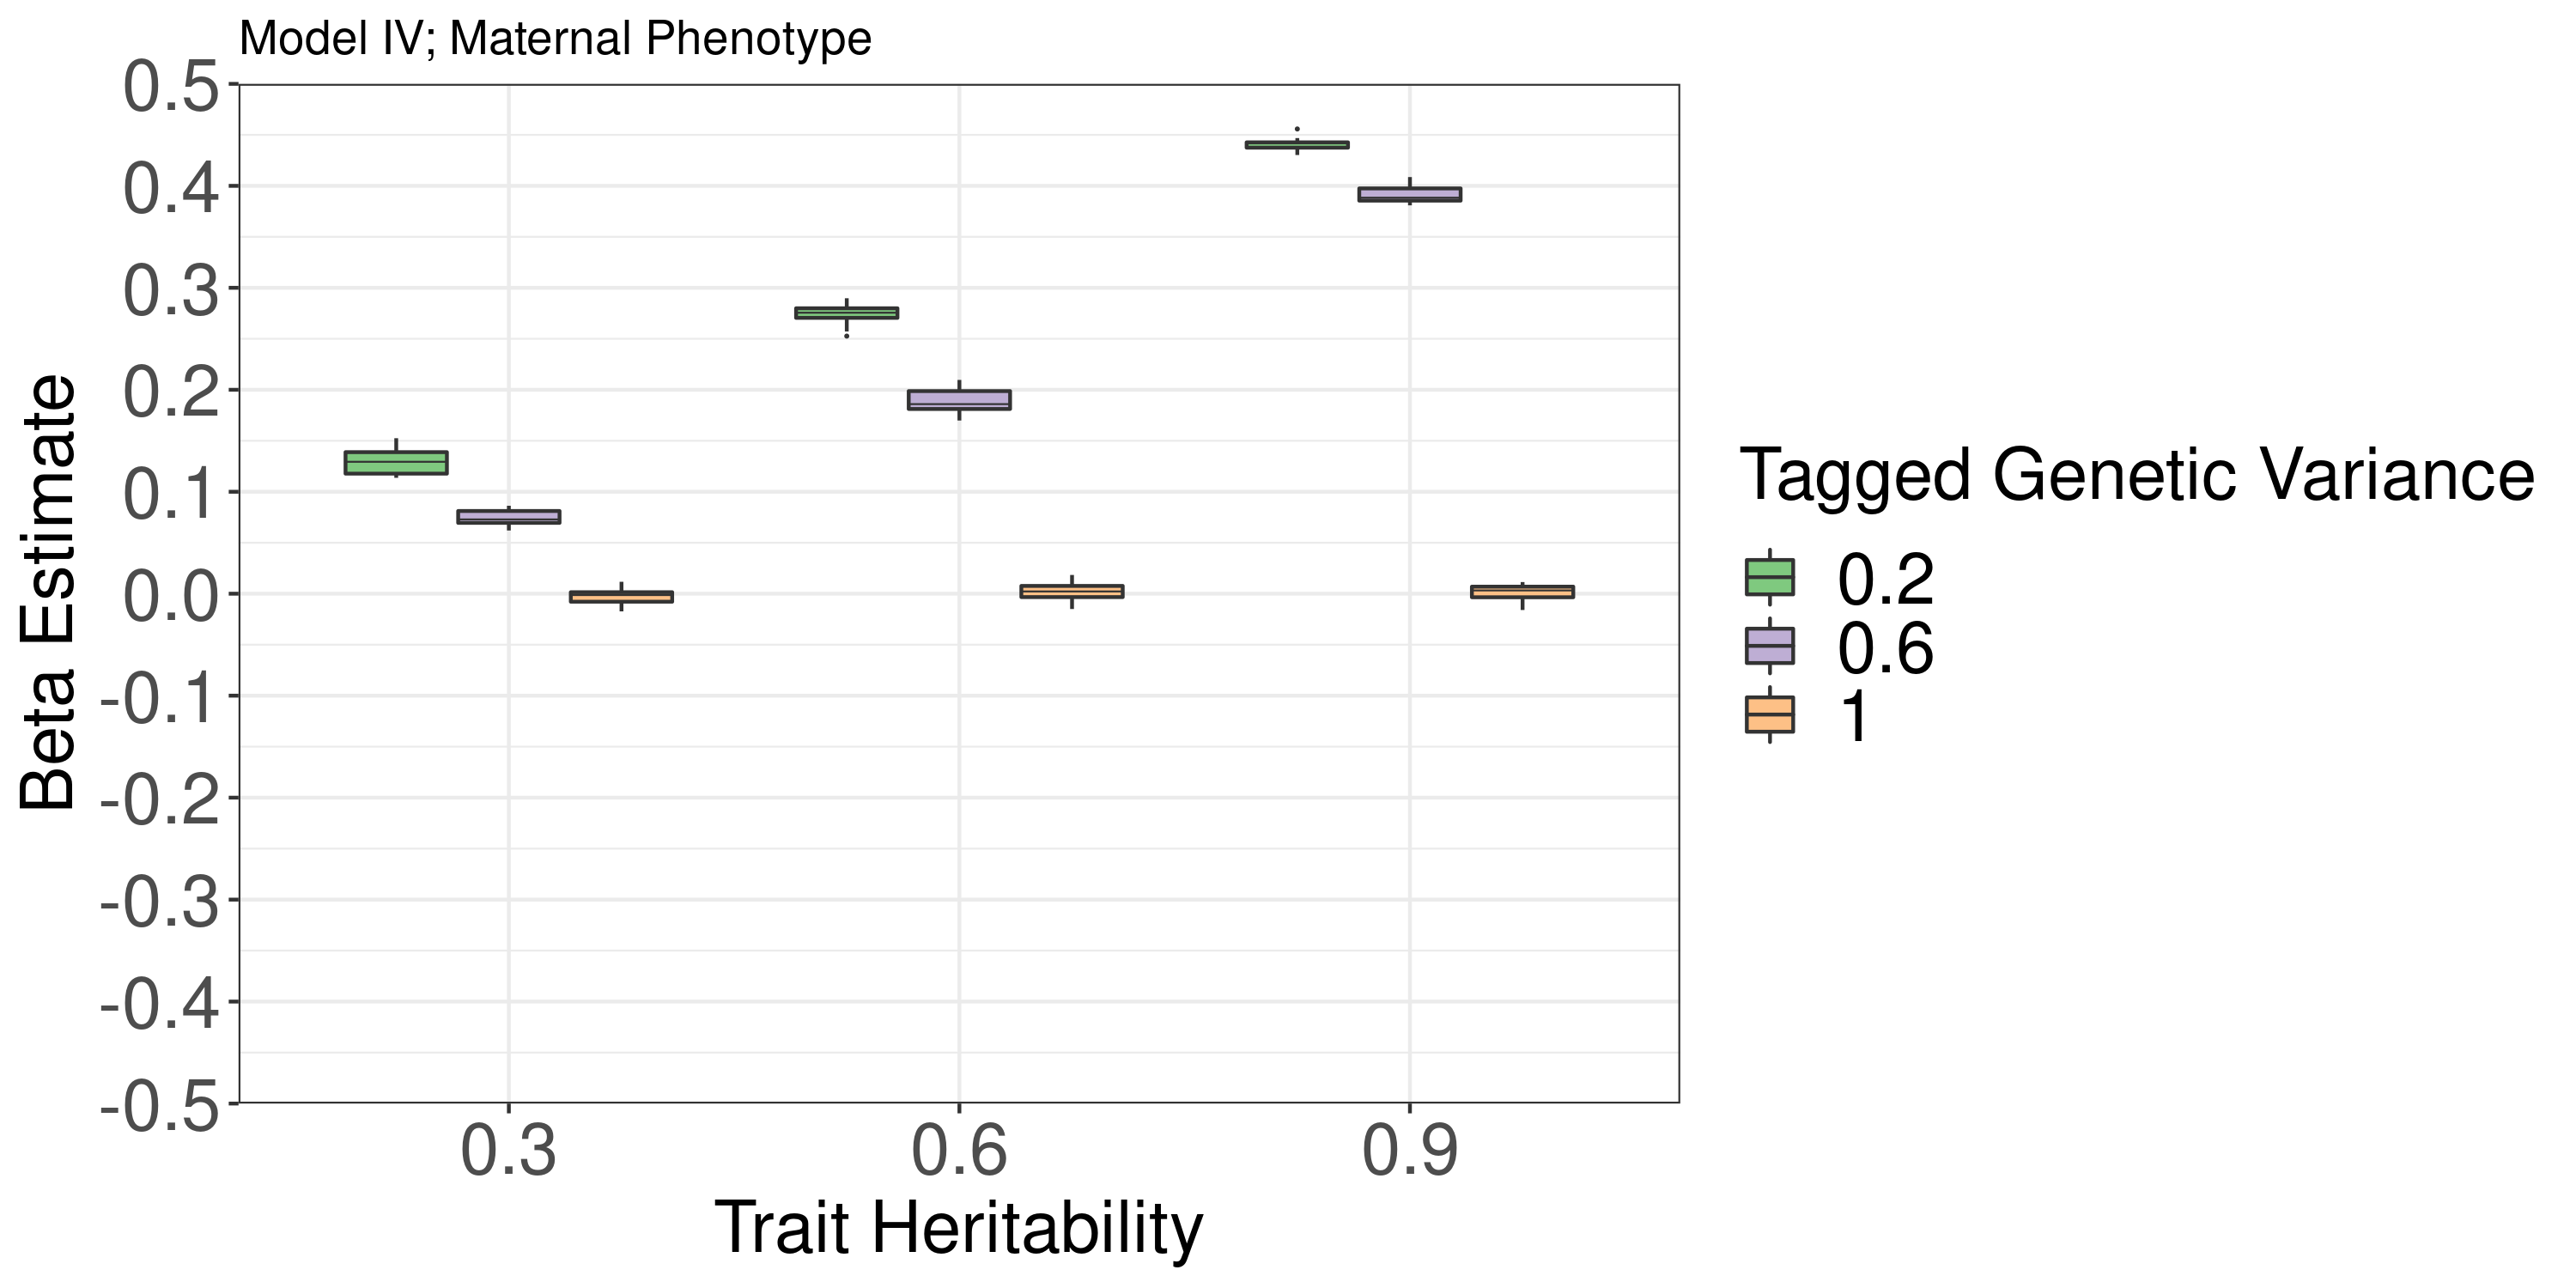 Model IV; Maternal Phenotype
0.5
0.4
0.3
0.2
0.1
0.0
-0.1
-0.2
-0.3
-0.4
-0.5
Beta Estimate
0.3 0.6 0.9
Trait Heritability
Tagged Genetic Variance
0.2
0.6
1